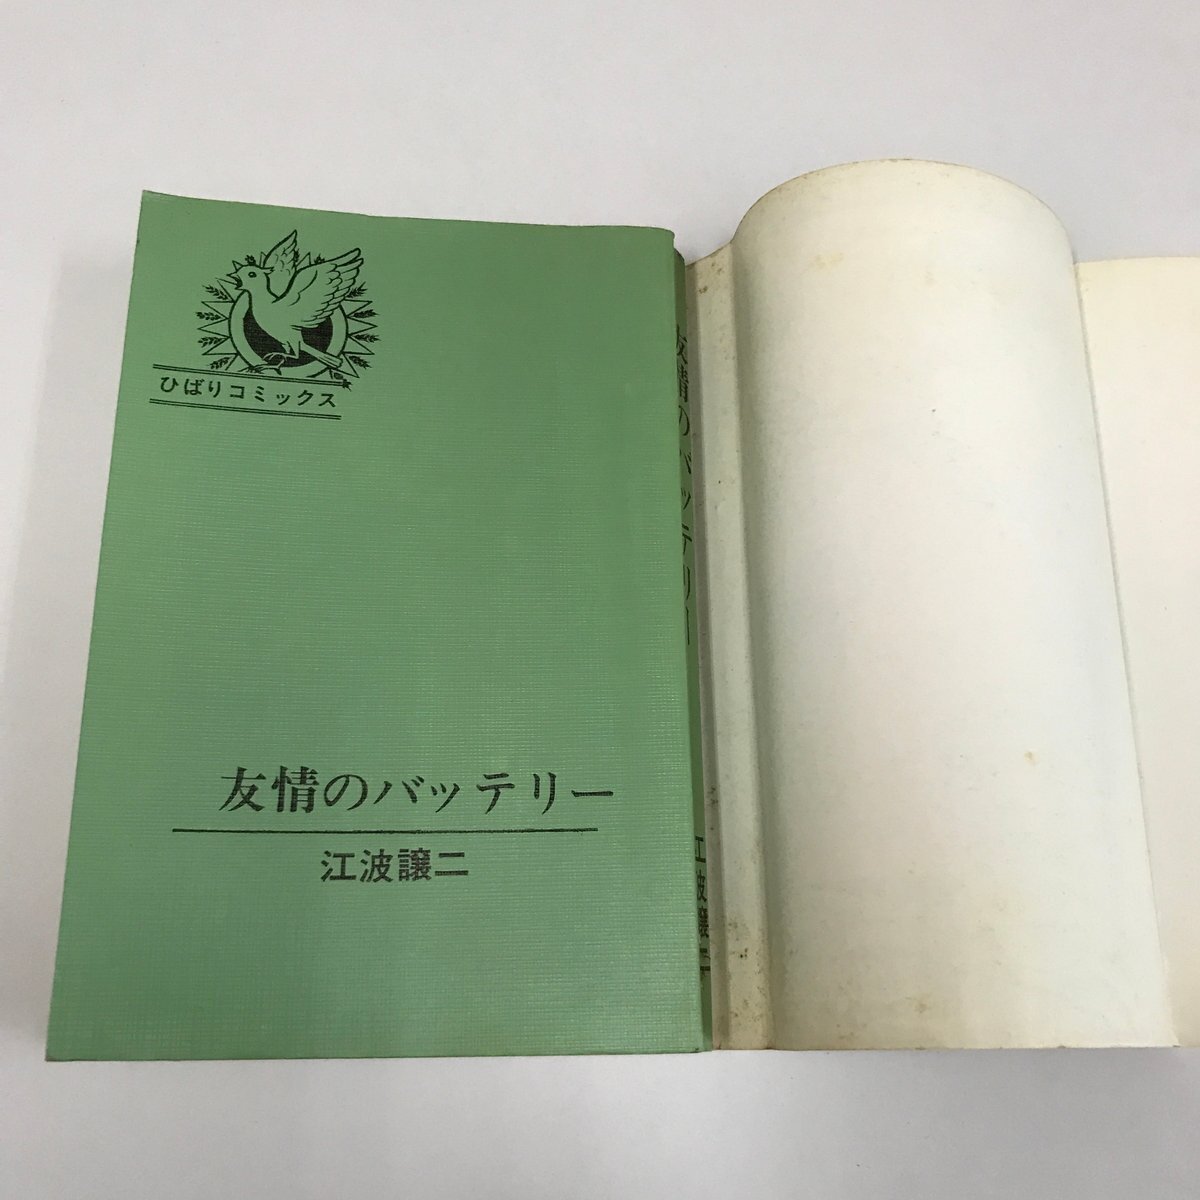 ひばりコミックス
友情のバッテリー
江波譲二
友情のバッテリー
江波譲二